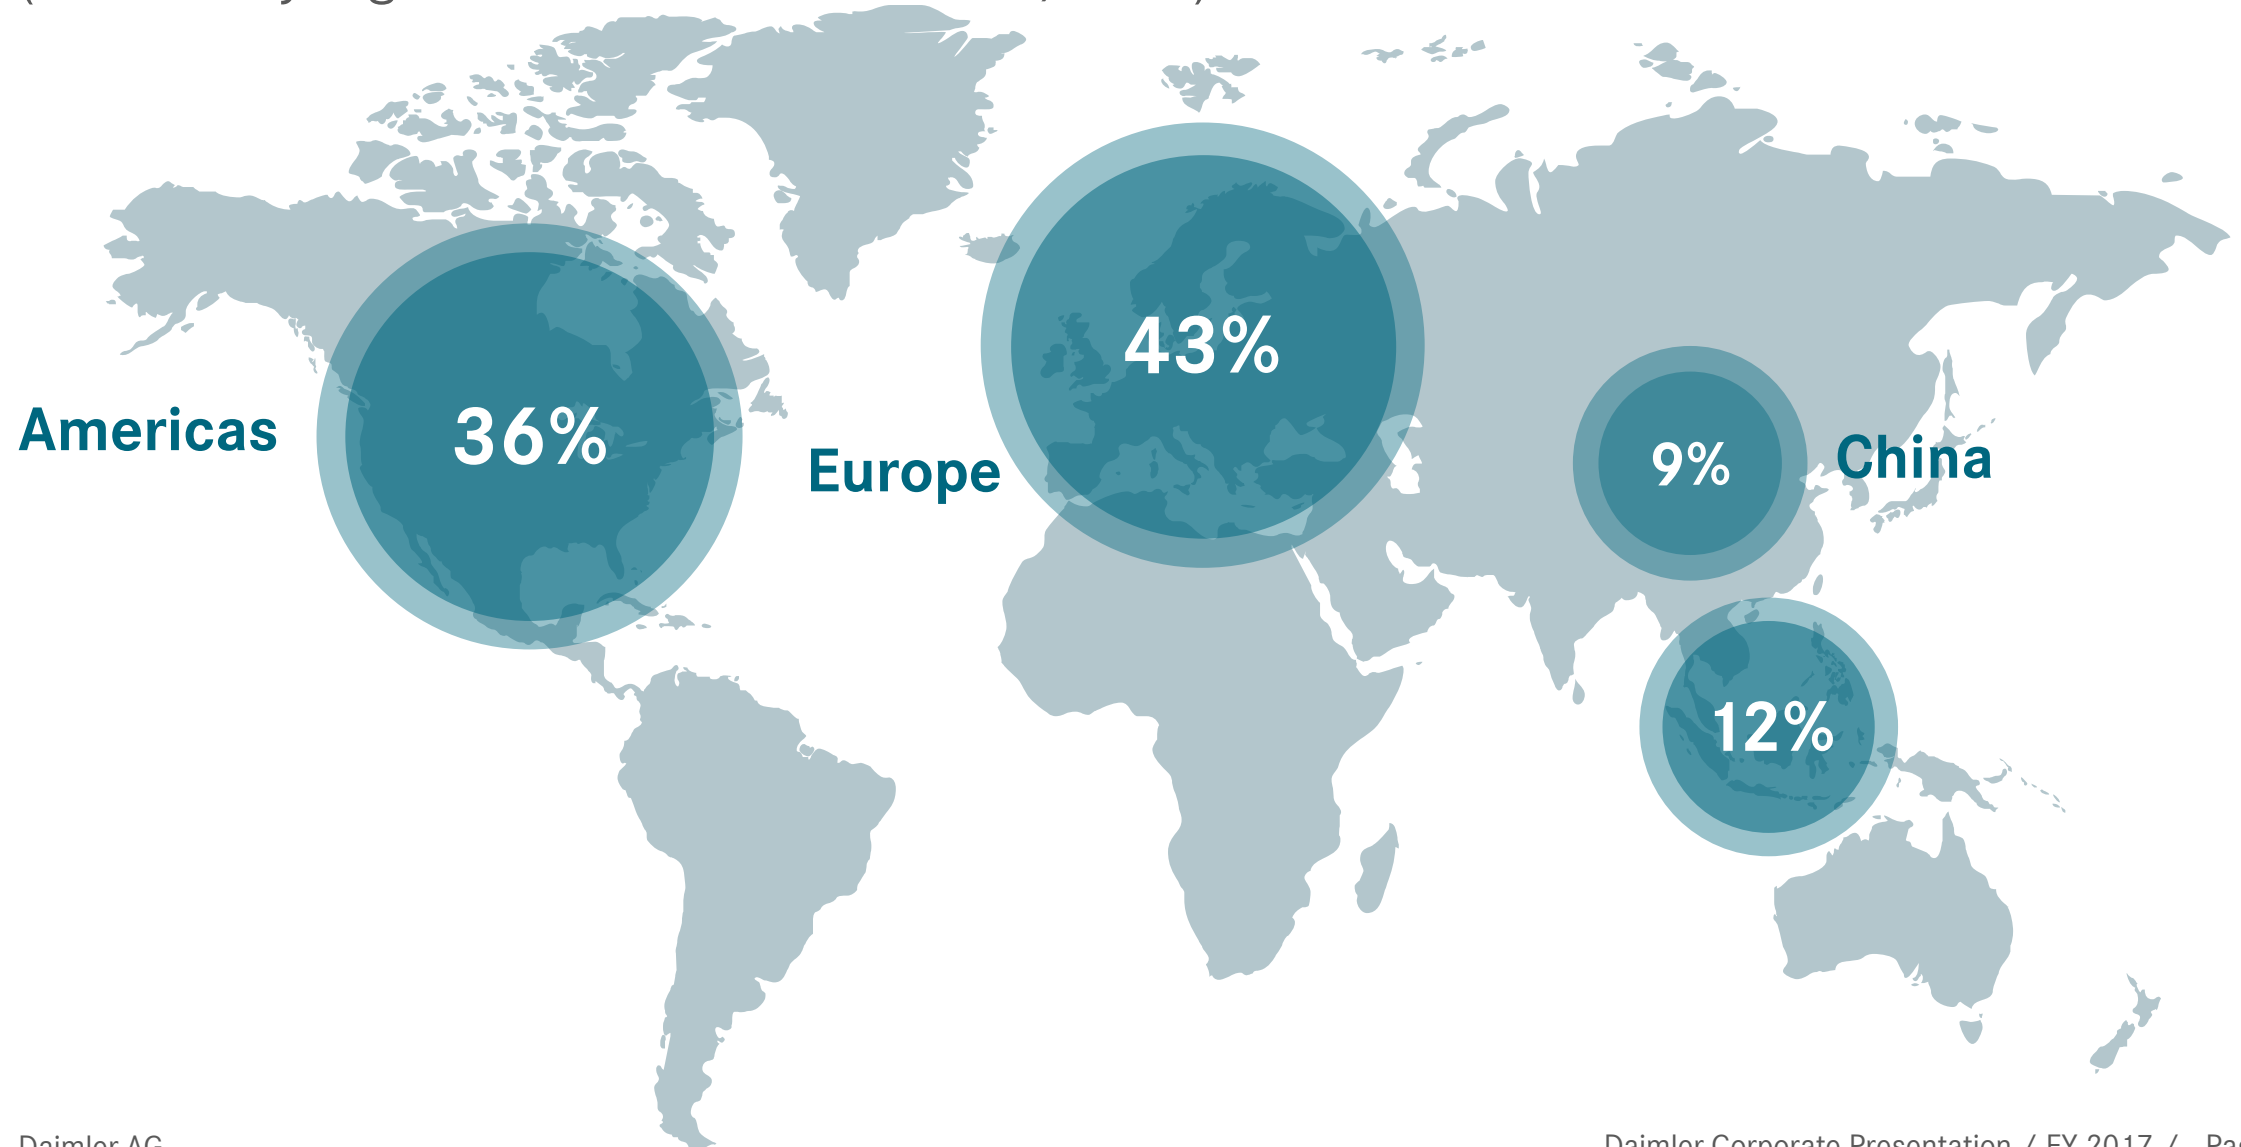 43%
36%
Americas
Europe
9%
China
12%
Daimler AG
Daimler Corporate Presentation / FY 2017 /